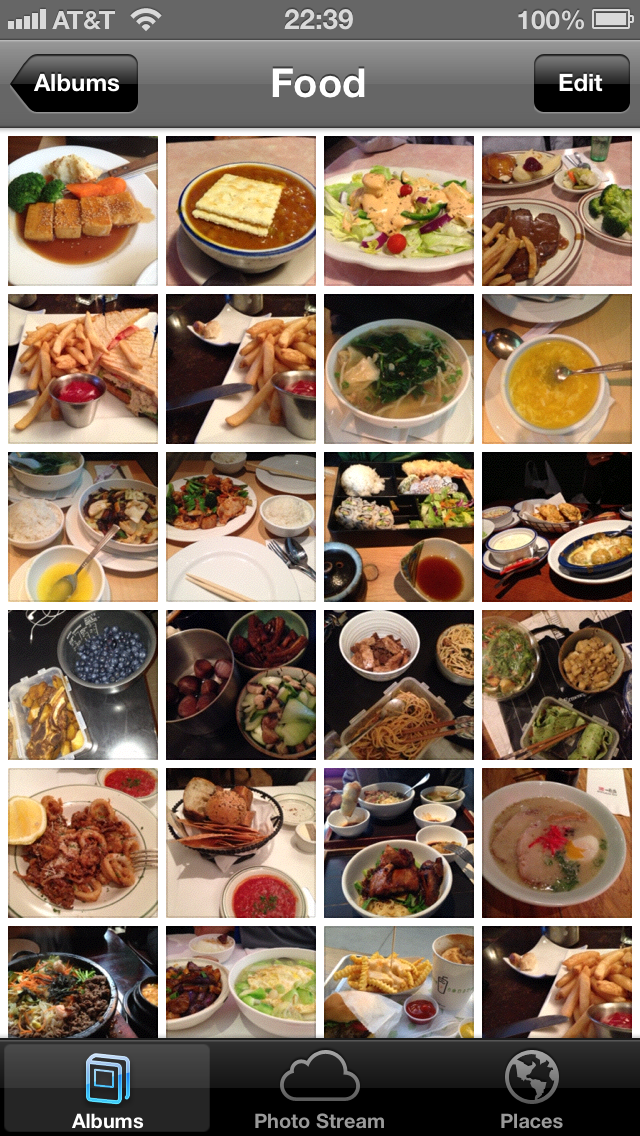 AT&T 22:39 100%
Albums Food Edit
Albums Photo Stream Places